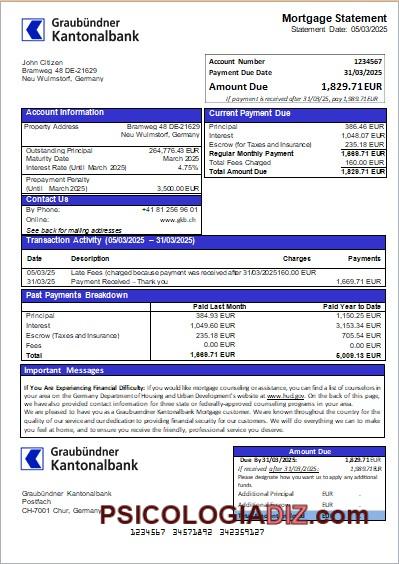 Graubündner
Kantonalbank
Mortgage Statement
Statement Date: 05/03/2025
John Citizen
Bramweg 48 DE-21629
Neu Wulmstorf, Germany
Account Number 1234567
Payment Due Date 31/03/2025
Amount Due 1,829.71EUR
If payment is received after 31/03/25, pay 1,989.71EUR
Account Information
Property Address Bramweg 48 DE-21629
Neu Wulmstorf, Germany
Outstanding Principal 264,776.43 EUR
Maturity Date March 2025
Interest Rate (Until March 2025) 4.75%
Prepayment Penalty
(Until March 2025) 3,500.00 EUR
Contact Us
By Phone: +41 81 256 96 01
Online: www.gkb.ch
See back for mailing addresses
Current Payment Due
Principal 386.46 EUR
Interest 1,048.07 EUR
Escrow (for Taxes and Insurance) 235.18 EUR
Regular Monthly Payment 1,669.71 EUR
Total Fees Charged 160.00 EUR
Total Amount Due 1,829.71 EUR
Transaction Activity (05/03/2025 – 31/03/2025)
Date Description Charges Payments
05/03/25 Late Fees (charged because payment was received after 31/03/2025 160.00 EUR
31/03/25 Payment Received – Thank you 1,669.71 EUR
Past Payments Breakdown
Paid Last Month Paid Year to Date
Principal 384.93 EUR 1,150.25 EUR
Interest 1,049.60 EUR 3,153.34 EUR
Escrow (Taxes and Insurance) 235.18 EUR 705.54 EUR
Fees 0.00 EUR 0.00 EUR
Total 1,669.71 EUR 5,009.13 EUR
Important Messages
If You Are Experiencing Financial Difficulty: If you would like mortgage counseling or assistance, you can find a list of counselors in
your area on the Germany Department of Housing and Urban Development's website at www.hud.gov. On the back of this page,
we have also provided contact information for three state or federally-approved counseling programs in your area.
We are pleased to have you as a Graubuendner Kantonalbank Mortgage customer. We are known throughout the country for the
quality of our service and our dedication to providing financial security for our customers. We will do everything we can to make
you feel at home, and to ensure you receive the friendly, professional service you deserve.
Graubündner
Kantonalbank
Graubündner Kantonalbank
Postfach
CH-7001 Chur, Germany
Amount Due
Due By 31/03/2025: 1,829.71EUR
If received after 31/03/2025: 1,989.71EUR
Please designate how you want us to apply any additional
funds.
Additional Principal EUR
Additional Escrow EUR
PSICOLOGIADIZ.com
1234567 34571892 342359127